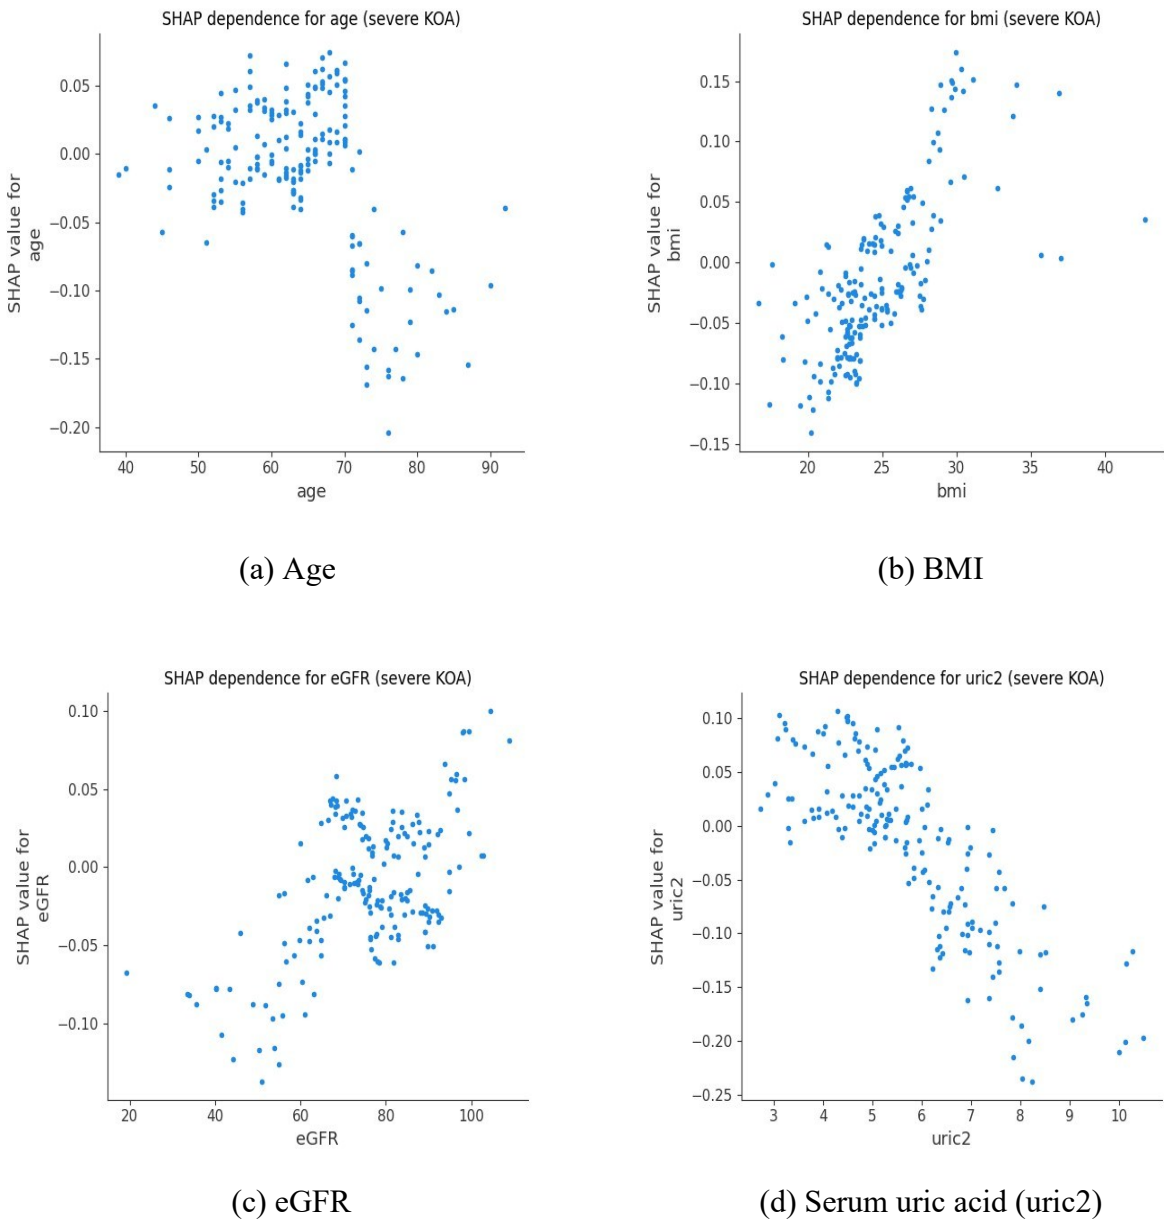 SHAP dependence for age (severe KOA)
0.05
0.00
−0.05
−0.10
−0.15
−0.20
SHAP value for
age
40 50 60 70 80 90
age
(a) Age
SHAP dependence for bmi (severe KOA)
0.15
0.10
0.05
0.00
−0.05
−0.10
−0.15
SHAP value for
bmi
20 25 30 35 40
bmi
(b) BMI
SHAP dependence for eGFR (severe KOA)
0.10
0.05
0.00
−0.05
−0.10
SHAP value for
eGFR
20 40 60 80 100
eGFR
(c) eGFR
SHAP dependence for uric2 (severe KOA)
0.10
0.05
0.00
−0.05
−0.10
−0.15
−0.20
−0.25
SHAP value for
uric2
3 4 5 6 7 8 9 10
uric2
(d) Serum uric acid (uric2)